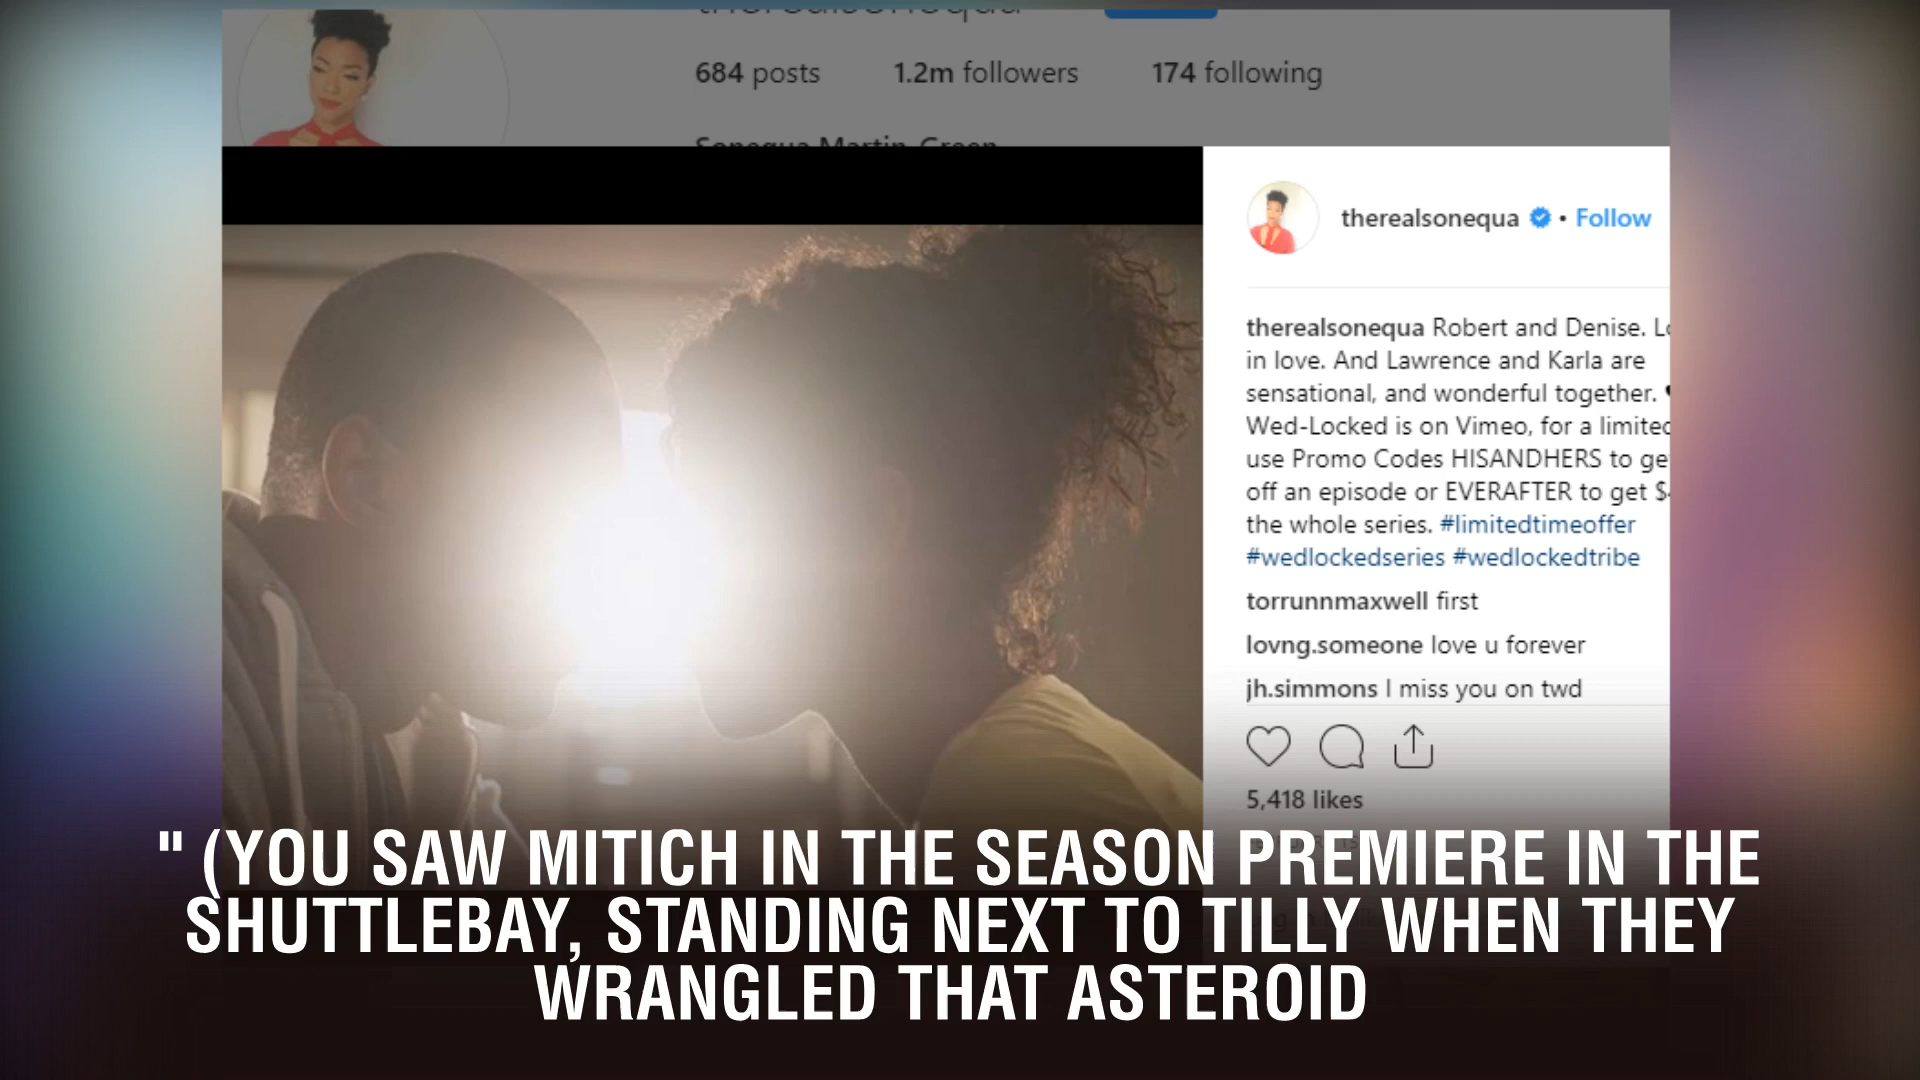 684 posts 1.2m followers 174 following
Sonequa Martin-Green
therealsonequa • Follow
therealsonequa Robert and Denise.
in love. And Lawrence and Karla are
sensational, and wonderful together.
Wed-Locked is on Vimeo, for a limited
use Promo Codes HISANDHERS to
off an episode or EVERAFTER to get
the whole series. #limitedtimeoffer
#wedlockedseries #wedlockedtribe
torrunnmaxwell first
lovng.someone love u forever
jh.simmons I miss you on twd
5,418 likes
" (YOU SAW MITICH IN THE SEASON PREMIERE IN THE
SHUTTLEBAY, STANDING NEXT TO TILLY WHEN THEY
WRANGLED THAT ASTEROID